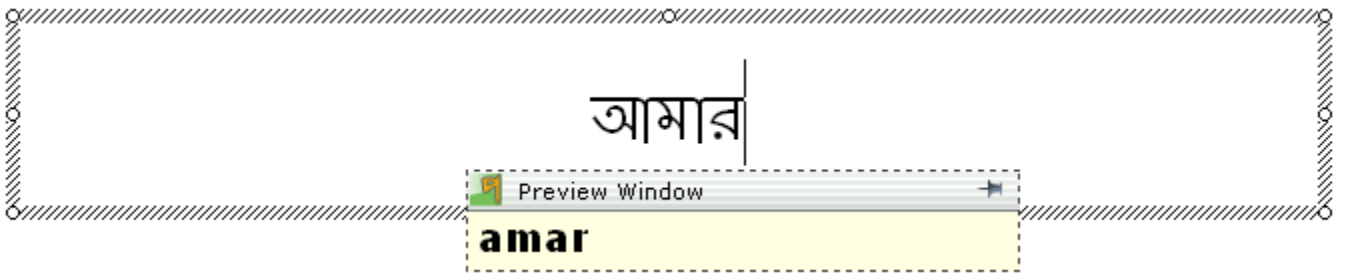 আমার
Preview Window
amar